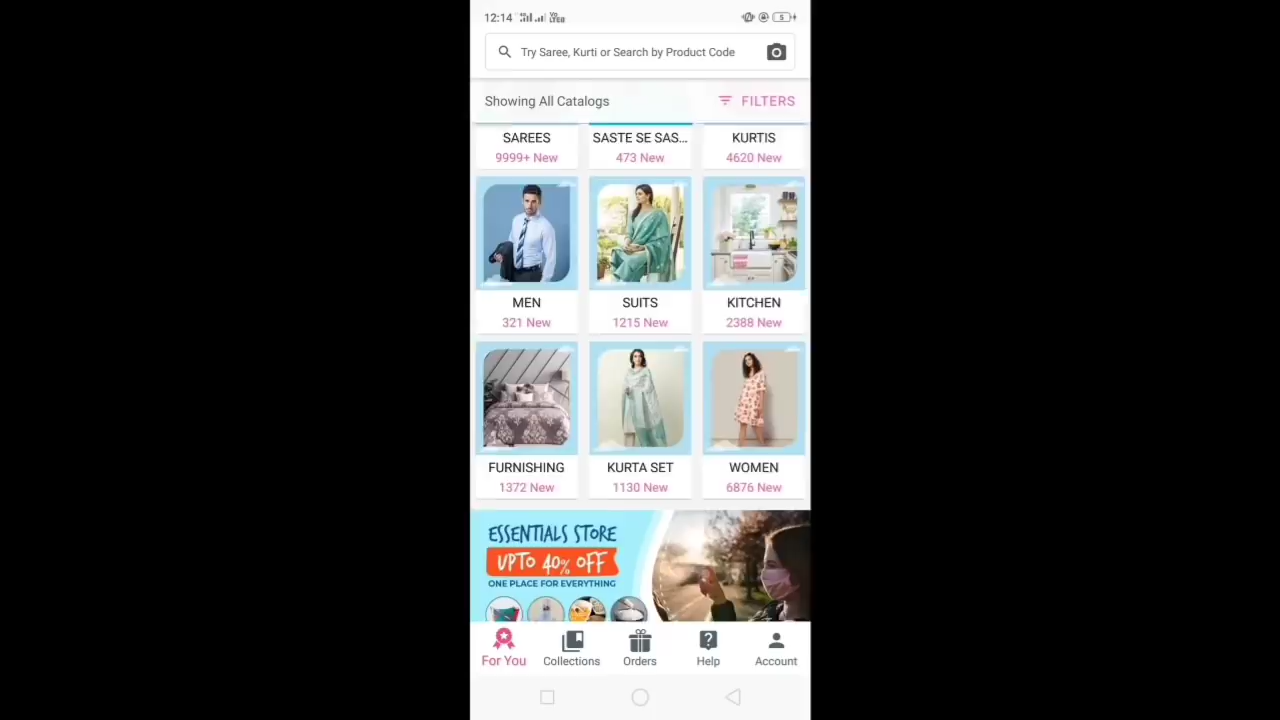 12:14
Try Saree, Kurti or Search by Product Code
Showing All Catalogs
FILTERS
SAREES
9999+ New
SASTE SE SAS...
473 New
KURTIS
4620 New
MEN
321 New
SUITS
1215 New
KITCHEN
2388 New
FURNISHING
1372 New
KURTA SET
1130 New
WOMEN
6876 New
ESSENTIALS STORE
UPTO 40% OFF
ONE PLACE FOR EVERYTHING
For You
Collections
Orders
Help
Account